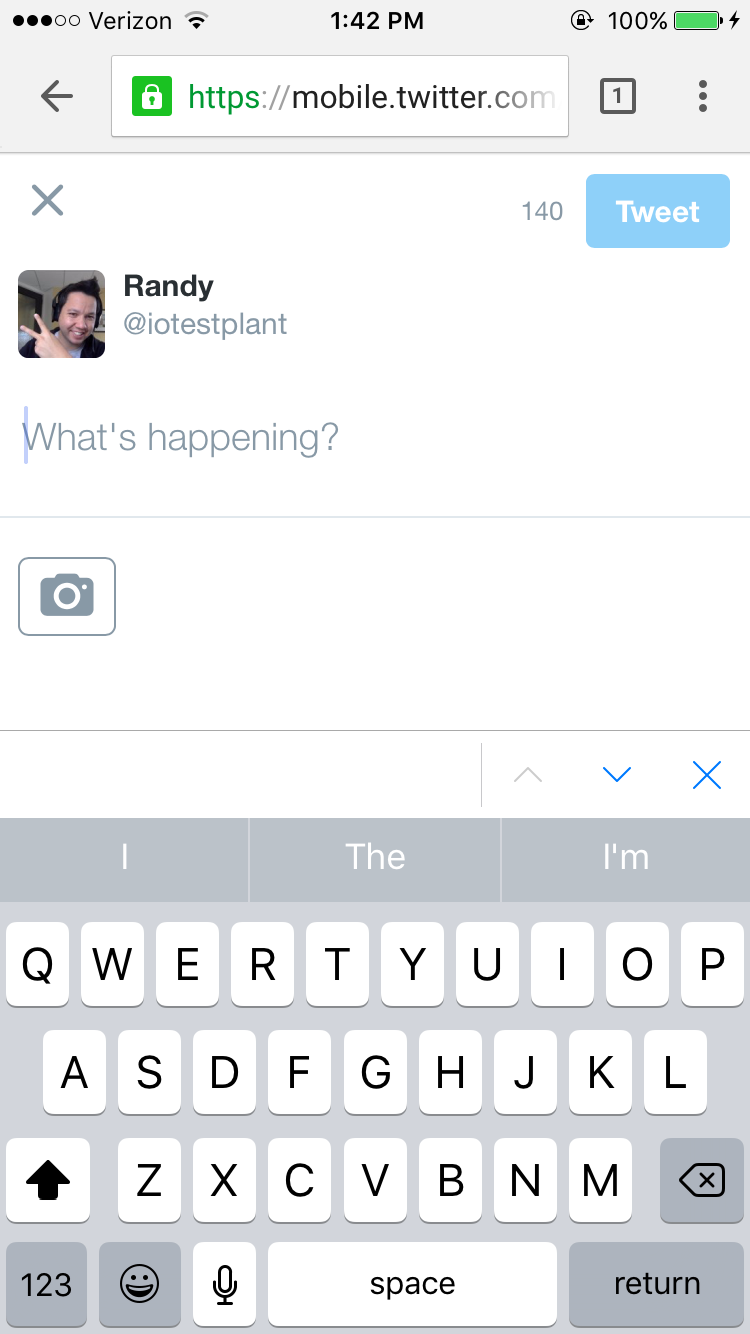 Verizon 1:42 PM 100%
https://mobile.twitter.com 1
140 Tweet
Randy
@iotestplant
What's happening?
I The I'm
Q W E R T Y U I O P
A S D F G H J K L
Z X C V B N M
123 space return